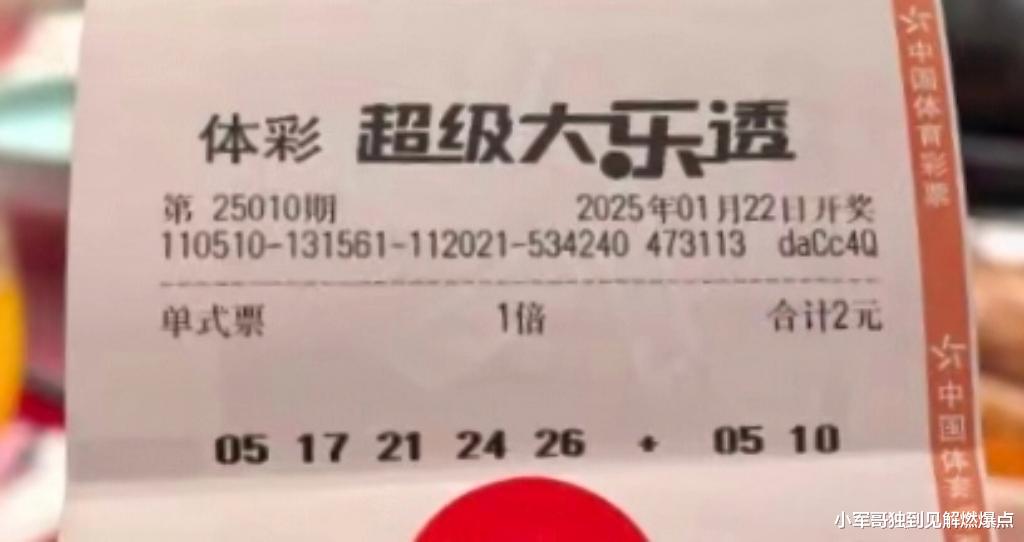 体彩 超级大乐透
第 25010期 2025年01月22日开奖
110510-131561-112021-534240 473113 daCc4Q
单式票 1倍 合计2元
05 17 21 24 26 + 05 10
中国体育彩票
中国体育
小军哥独到见解燃爆点